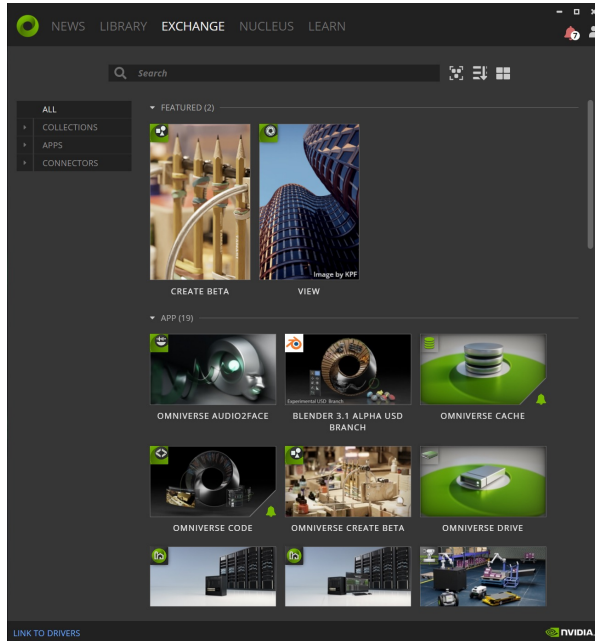 NEWS LIBRARY EXCHANGE NUCLEUS LEARN
7
Search
ALL
COLLECTIONS
APPS
CONNECTORS
FEATURED (2)
Image by KPF
CREATE BETA VIEW
APP (19)
Experimental USD Branch
OMNIVERSE AUDIO2FACE
BLENDER 3.1 ALPHA USD
BRANCH
OMNIVERSE CACHE
OMNIVERSE CODE
OMNIVERSE CREATE BETA
OMNIVERSE DRIVE
LINK TO DRIVERS
NVIDIA